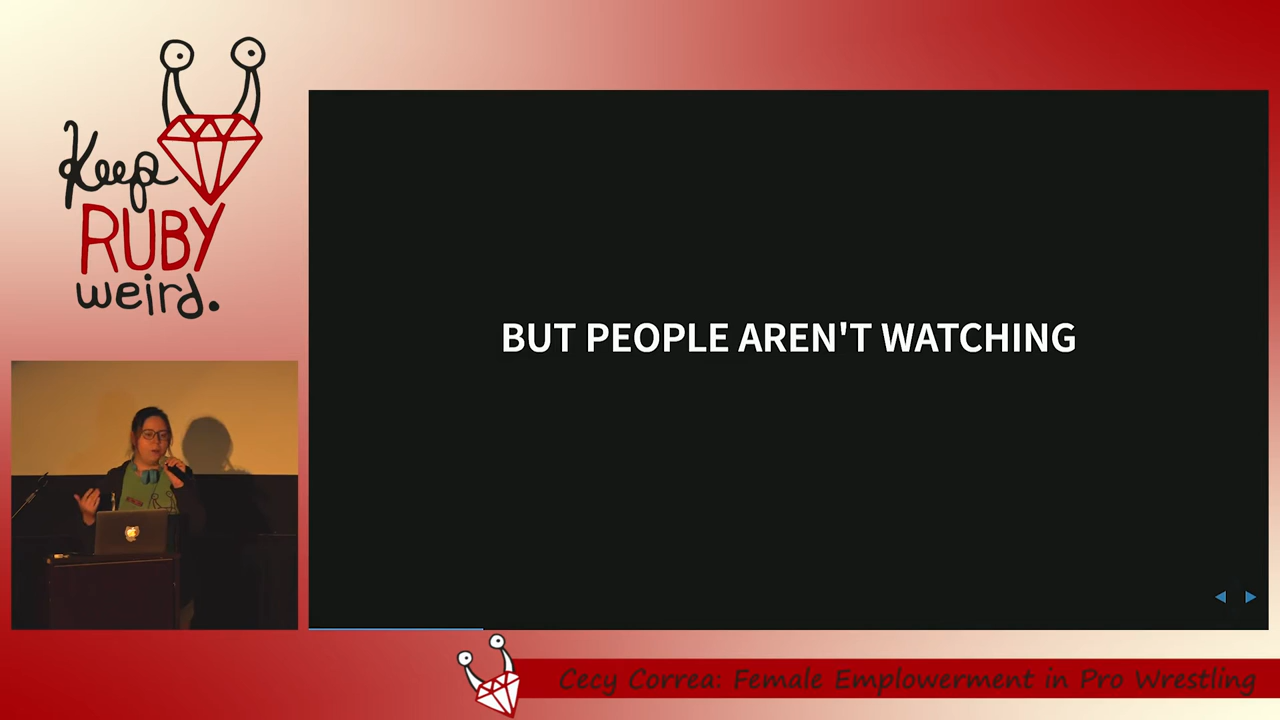 Keep
RUBY
weird.
BUT PEOPLE AREN'T WATCHING
Cecy Correa: Female Emplowerment in Pro Wrestling